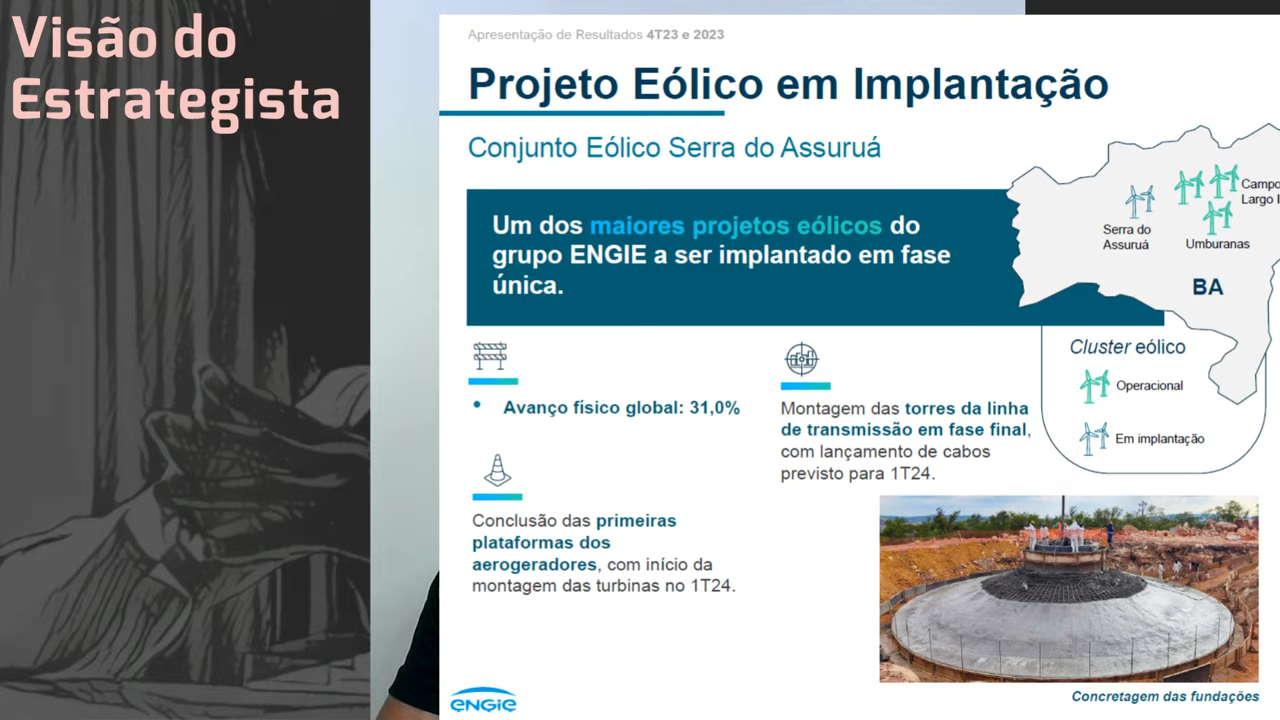 Visão do
Estrategista
Apresentação de Resultados 4T23 e 2023
Projeto Eólico em Implantação
Conjunto Eólico Serra do Assuruá
Um dos maiores projetos eólicos do
grupo ENGIE a ser implantado em fase
única.
Campo
Largo I
Serra do
Assuruá
Umburanas
BA
Cluster eólico
Operacional
Em implantação
• Avanço físico global: 31,0%
Montagem das torres da linha
de transmissão em fase final,
com lançamento de cabos
previsto para 1T24.
Conclusão das primeiras
plataformas dos
aerogeradores, com início da
montagem das turbinas no 1T24.
Concretagem das fundações
ENGIE